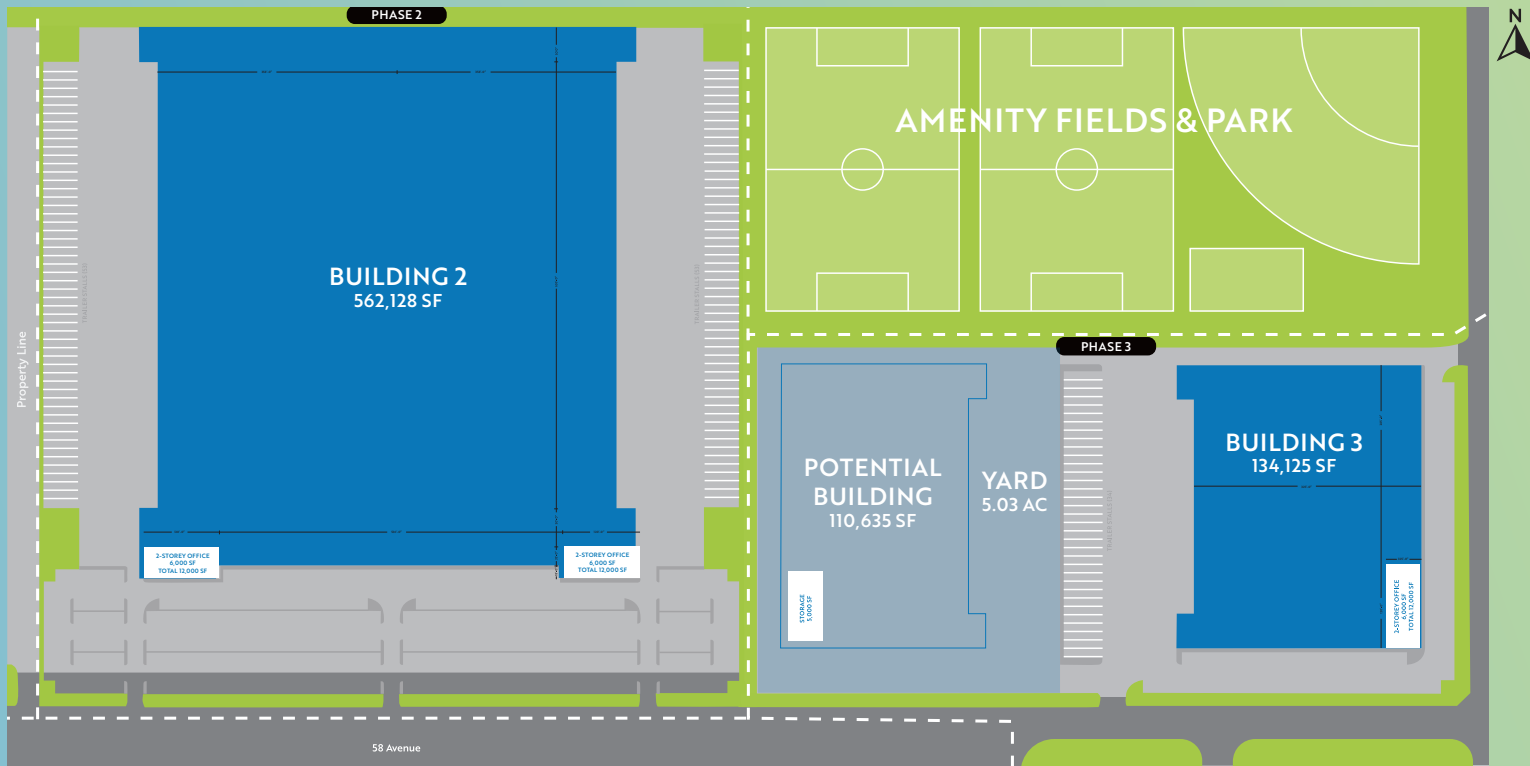 PHASE 2
N
AMENITY FIELDS & PARK
BUILDING 2
562,128 SF
Property Line
PHASE 3
BUILDING 3
134,125 SF
POTENTIAL
BUILDING
110,635 SF
YARD
5.03 AC
2-STOREY OFFICE
6,000 SF
TOTAL 12,000 SF
2-STOREY OFFICE
6,000 SF
TOTAL 12,000 SF
STORAGE
5,000 SF
2-STOREY OFFICE
6,000 SF
TOTAL 12,000 SF
58 Avenue